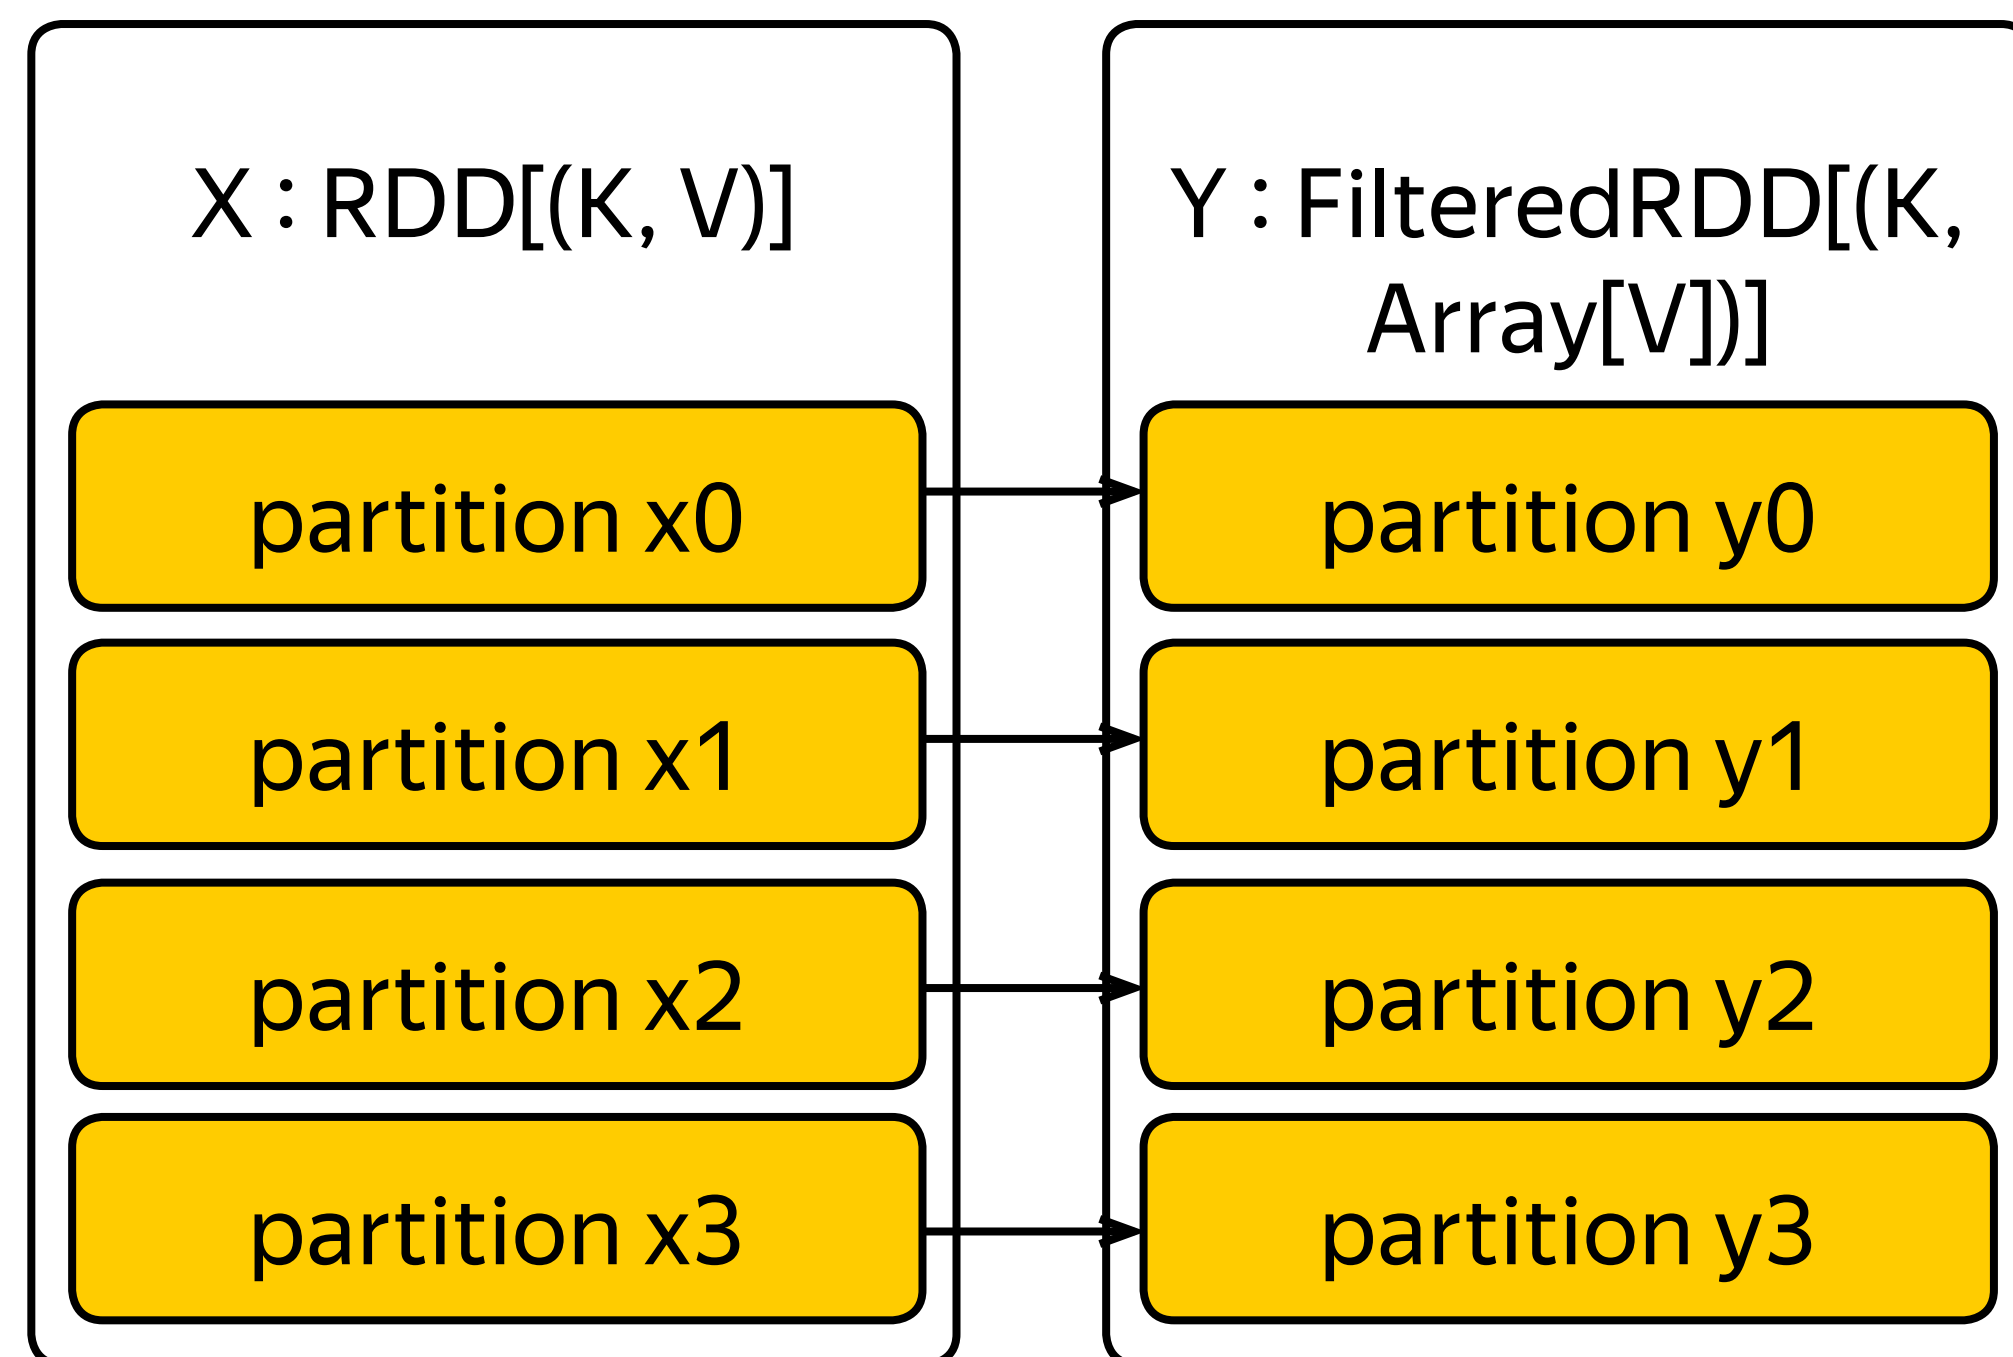 X : RDD[(K, V)]
partition x0
partition x1
partition x2
partition x3
Y : FilteredRDD[(K,
Array[V])]
partition y0
partition y1
partition y2
partition y3